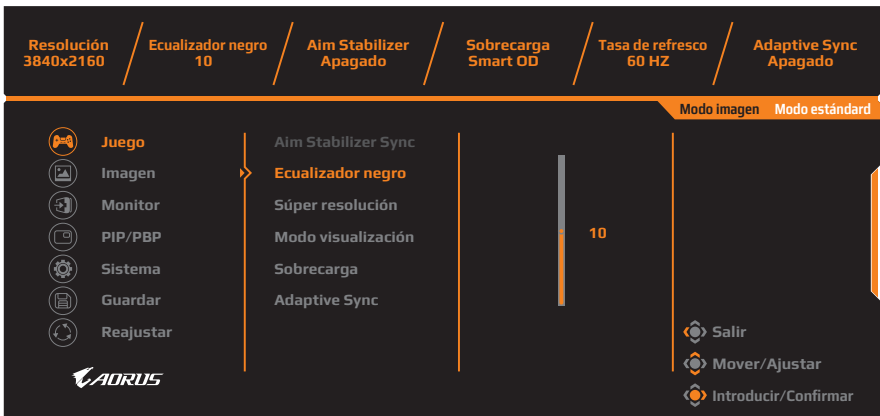 Resolución
3840x2160
Ecualizador negro
10
Aim Stabilizer
Apagado
Sobrecarga
Smart OD
Tasa de refresco
60 HZ
Adaptive Sync
Apagado
Modo imagen Modo estándard
Juego
Imagen
Monitor
PIP/PBP
Sistema
Guardar
Reajustar
Aim Stabilizer Sync
Ecualizador negro
Súper resolución
Modo visualización
Sobrecarga
Adaptive Sync
10
Salir
Mover/Ajustar
Introducir/Confirmar
AORUS